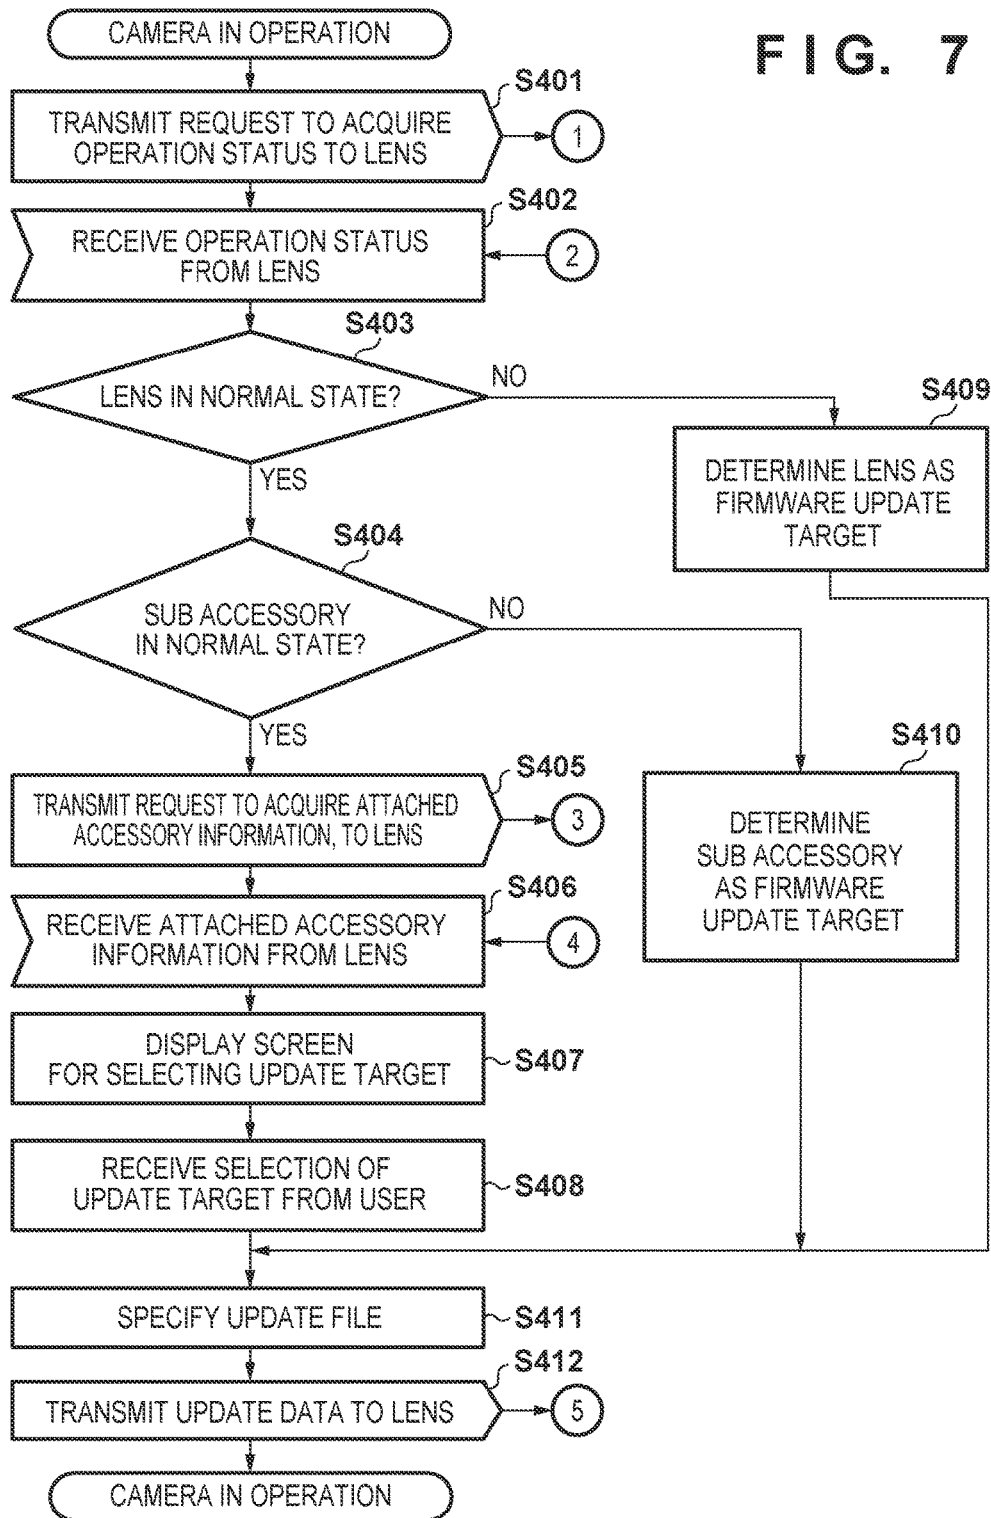 CAMERA IN OPERATION
FIG. 7
S401
TRANSMIT REQUEST TO ACQUIRE
OPERATION STATUS TO LENS
1
S402
RECEIVE OPERATION STATUS
FROM LENS
2
S403
LENS IN NORMAL STATE?
NO
YES
S409
DETERMINE LENS AS
FIRMWARE UPDATE
TARGET
S404
SUB ACCESSORY
IN NORMAL STATE?
NO
YES
S410
DETERMINE
SUB ACCESSORY
AS FIRMWARE
UPDATE TARGET
S405
TRANSMIT REQUEST TO ACQUIRE ATTACHED
ACCESSORY INFORMATION, TO LENS
3
S406
RECEIVE ATTACHED ACCESSORY
INFORMATION FROM LENS
4
DISPLAY SCREEN
FOR SELECTING UPDATE TARGET
S407
RECEIVE SELECTION OF
UPDATE TARGET FROM USER
S408
SPECIFY UPDATE FILE
S411
S412
TRANSMIT UPDATE DATA TO LENS
5
CAMERA IN OPERATION